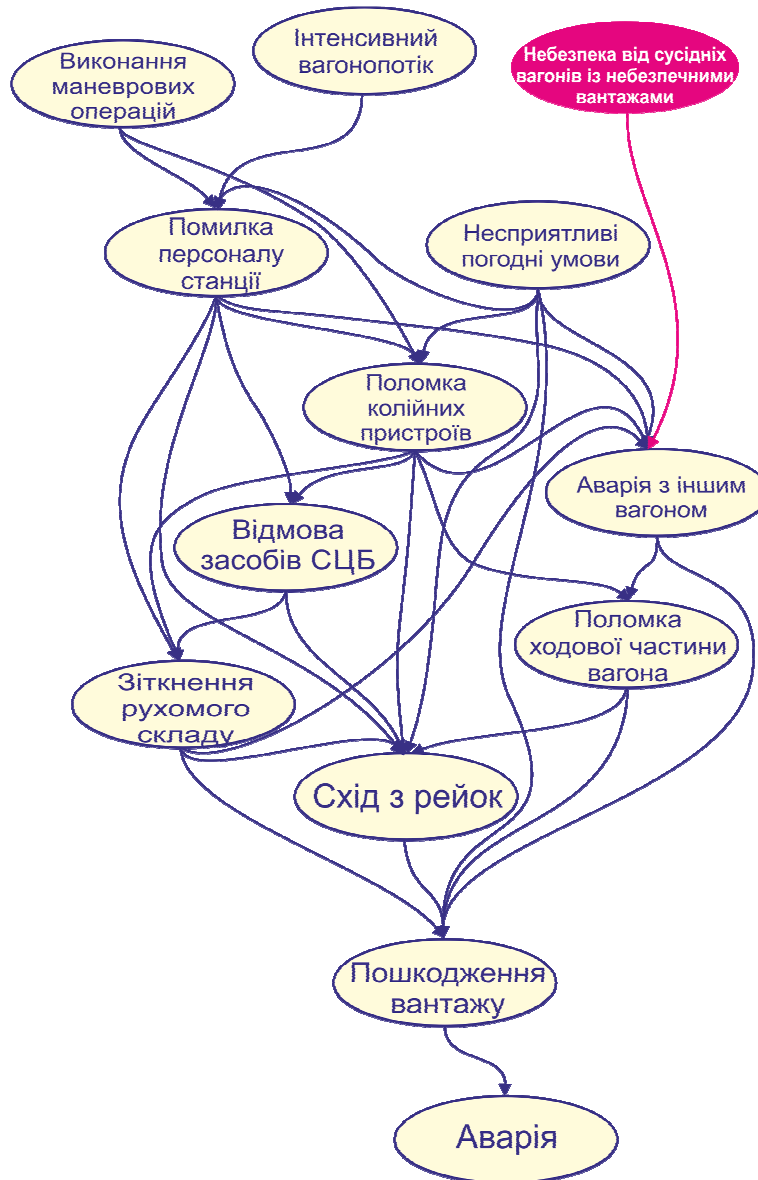 Виконання
маневрових
операцій
Інтенсивний
вагонопотік
Небезпека від сусідніх
вагонів із небезпечними
вантажами
Помилка
персоналу
станції
Несприятливі
погодні умови
Поломка
колійних
пристроїв
Аварія з іншим
вагоном
Відмова
засобів СЦБ
Поломка
ходової частини
вагона
Зіткнення
рухомого
складу
Схід з рейок
Пошкодження
вантажу
Аварія